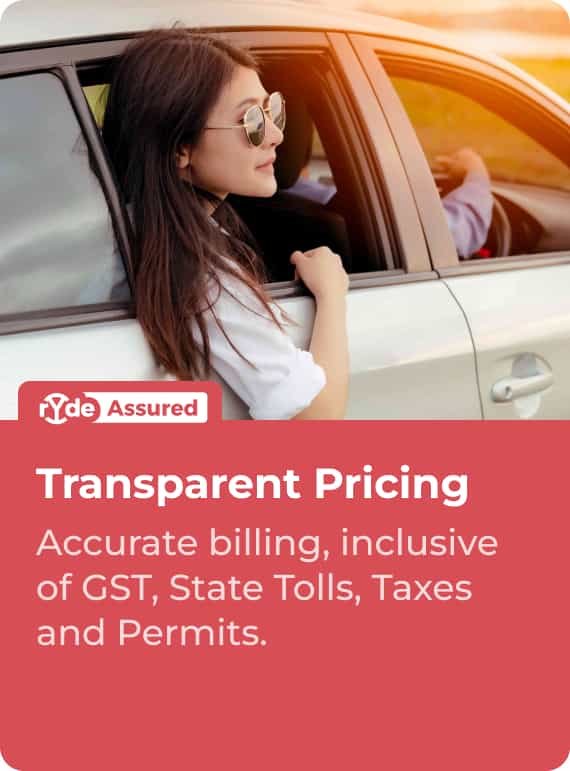 ryde Assured
Transparent Pricing
Accurate billing, inclusive
of GST, State Tolls, Taxes
and Permits.